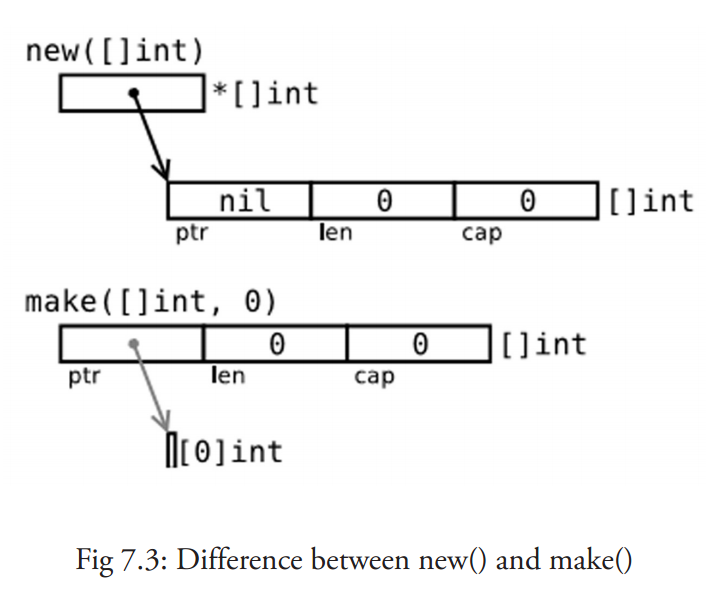 new([]int)
*[]int
nil 0 0 []int
ptr len cap
make([]int, 0)
0 0 []int
ptr len cap
[0]int
Fig 7.3: Difference between new() and make()